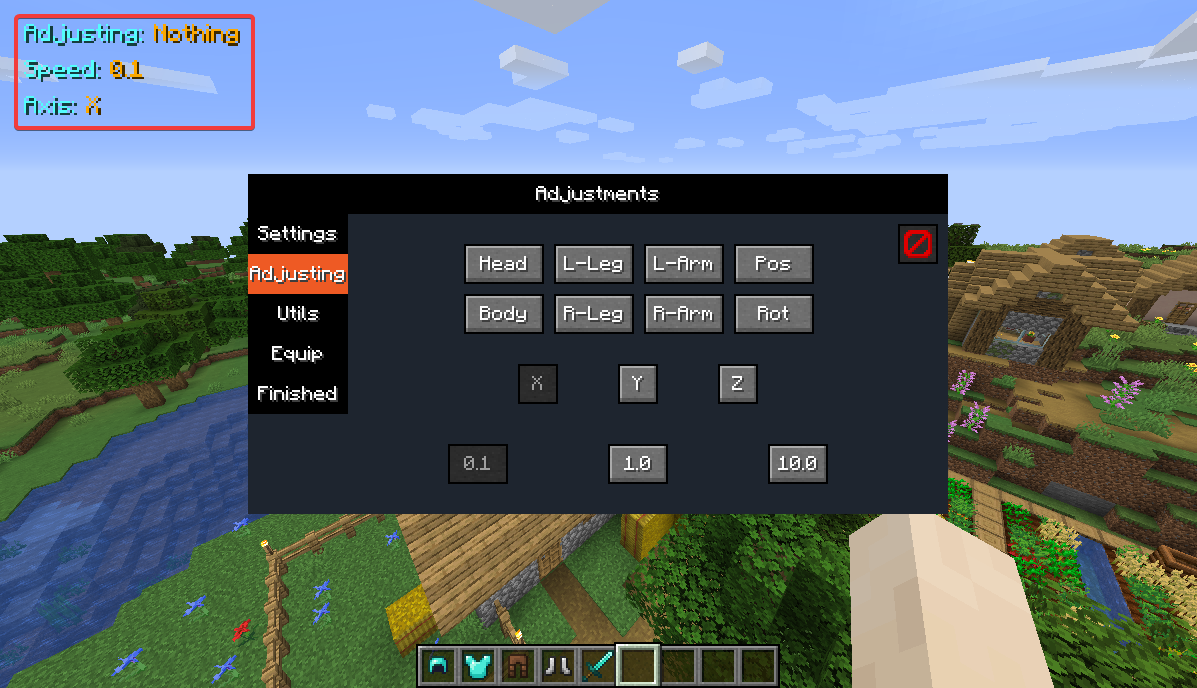 Adjusting: Nothing
Speed: 0.1
Axis: X
Adjustments
Settings
Adjusting
Utils
Equip
Finished
Head L-Leg L-Arm Pos
Body R-Leg R-Arm Rot
X Y Z
0.1 1.0 10.0